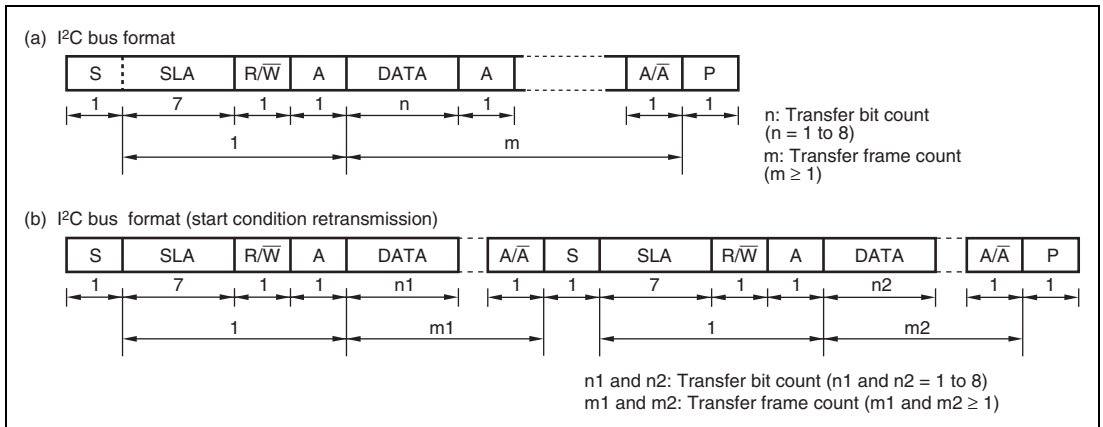 (a) I²C bus format
S SLA R/W̅ A DATA A A/A̅ P
1 7 1 1 n 1 1 1
1 m
n: Transfer bit count
(n = 1 to 8)
m: Transfer frame count
(m ≥ 1)
(b) I²C bus format (start condition retransmission)
S SLA R/W̅ A DATA A/A̅ S SLA R/W̅ A DATA A/A̅ P
1 7 1 1 n1 1 1 7 1 1 n2 1 1
1 m1 1 m2
n1 and n2: Transfer bit count (n1 and n2 = 1 to 8)
m1 and m2: Transfer frame count (m1 and m2 ≥ 1)